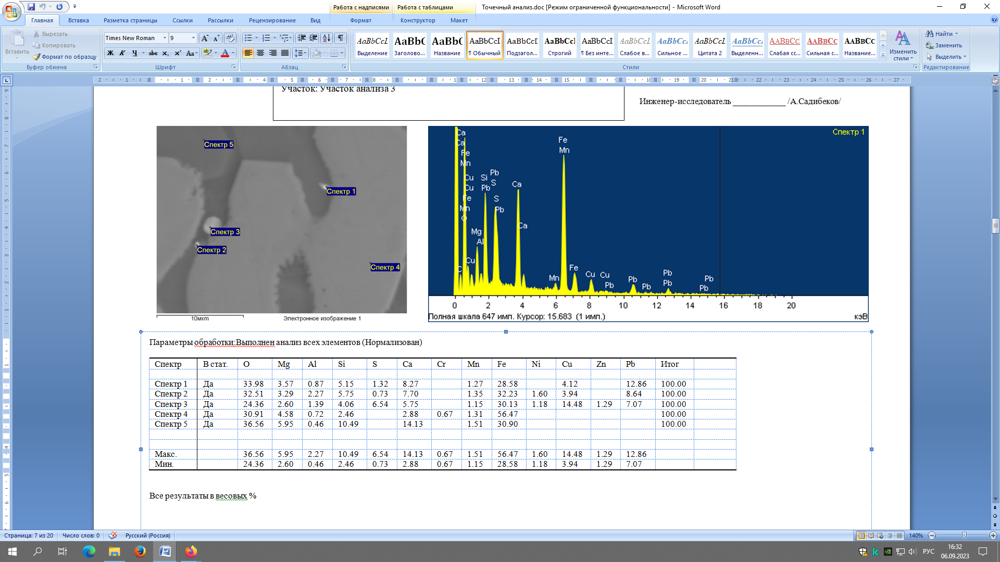 Работа с надписями
Работа с таблицами
Точечный анализ.doc [Режим ограниченной функциональности] - Microsoft Word
Главная
Вставка
Разметка страницы
Ссылки
Рассылки
Рецензирование
Вид
Формат
Конструктор
Макет
Вставить
Вырезать
Копировать
Формат по образцу
Буфер обмена
Times New Roman
9
Шрифт
Абзац
AaBbCcL Выделение
AaBbC Заголово...
AaBbC Название
AaBbCcI ¶ Обычный
AaBbCcI Подзагол...
AaBbCcI Строгий
AaBbCcI ¶ Без инте...
AaBbCcI Слабое в...
AaBbCcI Сильное ...
AaBbCcL Цитата 2
AaBbCcI Выделенн...
AaBbCc Слабая сс...
AaBbCc Сильная с...
AaBbCc Название...
Изменить стили
Стили
Найти
Заменить
Выделить
Редактирование
Участок: Участок анализа 3
Инженер-исследователь /А.Садибеков/
Спектр 5
Спектр 1
Спектр 3
Спектр 2
Спектр 4
10мкm
Электронное изображение 1
Спектр 1
Ca
Ca
Fe
Mn
Cu
Cu
Fe
Mn
O
C
Cu
Mg
Al
Si
Pb
Pb
S
S
Pb
Ca
Ca
Fe
Mn
Mn
Fe
Cu
Cu
Pb
Pb
Pb
Pb
Pb
Pb
Pb
0 2 4 6 8 10 12 14 16 18 20
Полная шкала 647 имп. Курсор: 15.683 (1 имп.)
кэВ
Параметры обработки:Выполнен анализ всех элементов (Нормализован)
Спектр В стат. O Mg Al Si S Ca Cr Mn Fe Ni Cu Zn Pb Итог
Спектр 1 Да 33.98 3.57 0.87 5.15 1.32 8.27 1.27 28.58 4.12 12.86 100.00
Спектр 2 Да 32.51 3.29 2.27 5.75 0.73 7.70 1.35 32.23 1.60 3.94 8.64 100.00
Спектр 3 Да 24.36 2.60 1.39 4.06 6.54 5.75 1.15 30.13 1.18 14.48 1.29 7.07 100.00
Спектр 4 Да 30.91 4.58 0.72 2.46 2.88 0.67 1.31 56.47 100.00
Спектр 5 Да 36.56 5.95 0.46 10.49 14.13 1.51 30.90 100.00
Макс. 36.56 5.95 2.27 10.49 6.54 14.13 0.67 1.51 56.47 1.60 14.48 1.29 12.86
Мин. 24.36 2.60 0.46 2.46 0.73 2.88 0.67 1.15 28.58 1.18 3.94 1.29 7.07
Все результаты в весовых %
Страница: 7 из 20
Число слов: 0
Русский (Россия)
140%
РУС
16:32
06.09.2023